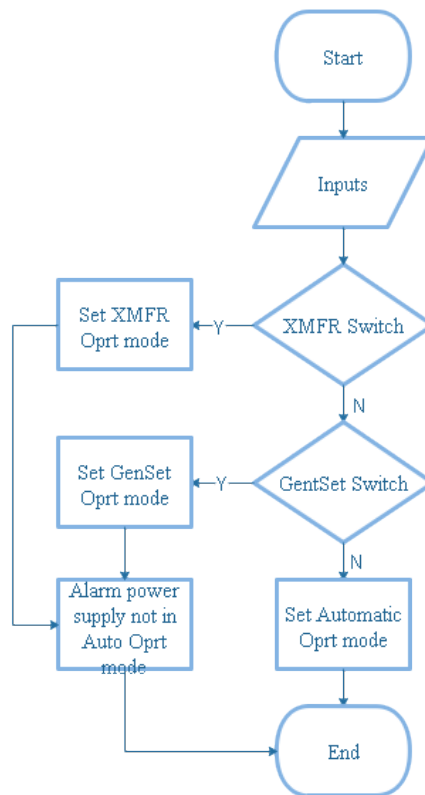 Start
Inputs
Set XMFR
Oprt mode
Y
XMFR Switch
N
Set GenSet
Oprt mode
Y
GentSet Switch
N
Alarm power
supply not in
Auto Oprt
mode
Set Automatic
Oprt mode
End